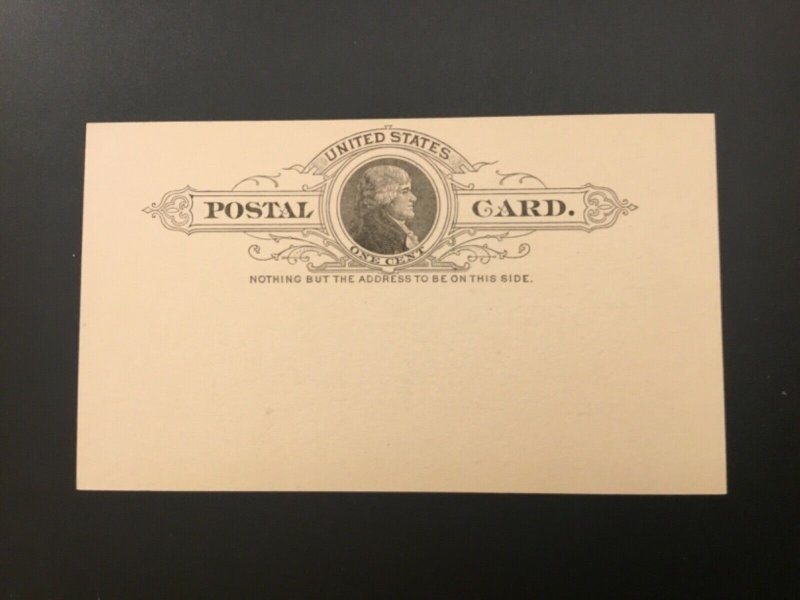 UNITED STATES
POSTAL CARD.
ONE CENT
NOTHING BUT THE ADDRESS TO BE ON THIS SIDE.